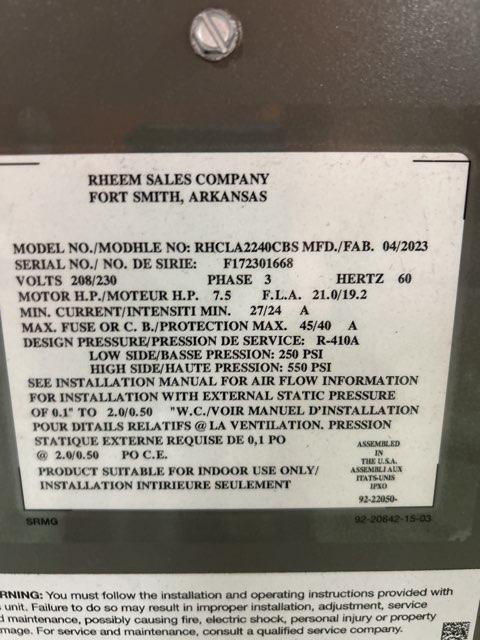 RHEEM SALES COMPANY
FORT SMITH, ARKANSAS
MODEL NO./MODHLE NO: RHCLA2240CBS MFD./FAB. 04/2023
SERIAL NO./ NO. DE SIRIE: F172301668
VOLTS 208/230 PHASE 3 HERTZ 60
MOTOR H.P./MOTEUR H.P. 7.5 F.L.A. 21.0/19.2
MIN. CURRENT/INTENSITI MIN. 27/24 A
MAX. FUSE OR C. B./PROTECTION MAX. 45/40 A
DESIGN PRESSURE/PRESSION DE SERVICE: R-410A
LOW SIDE/BASSE PRESSION: 250 PSI
HIGH SIDE/HAUTE PRESSION: 550 PSI
SEE INSTALLATION MANUAL FOR AIR FLOW INFORMATION
FOR INSTALLATION WITH EXTERNAL STATIC PRESSURE
OF 0.1" TO 2.0/0.50 "W.C./VOIR MANUEL D'INSTALLATION
POUR DITAILS RELATIFS @ LA VENTILATION. PRESSION
STATIQUE EXTERNE REQUISE DE 0,1 PO
@ 2.0/0.50 PO C.E.
PRODUCT SUITABLE FOR INDOOR USE ONLY/
INSTALLATION INTIRIEURE SEULEMENT
ASSEMBLED
IN
THE U.S.A.
ASSEMBLI AUX
ITATS-UNIS
IPXO
92-22050-
SRMG 92-20842-15-03
RNING: You must follow the installation and operating instructions provided with
unit. Failure to do so may result in improper installation, adjustment, service
d maintenance, possibly causing fire, electric shock, personal injury or property
mage. For service and maintenance, consult a qualified service company.